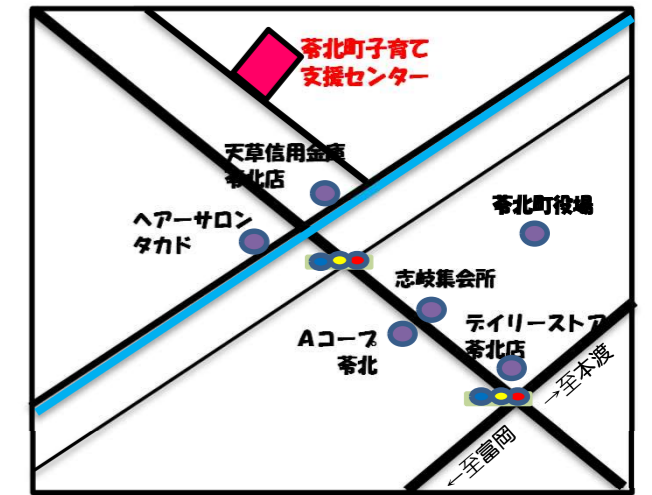 苓北町子育て
支援センター
天草信用金庫
苓北店
ヘアーサロン
タカド
苓北町役場
志岐集会所
Aコープ
苓北
デイリーストア
苓北店
→至本渡
←至富岡